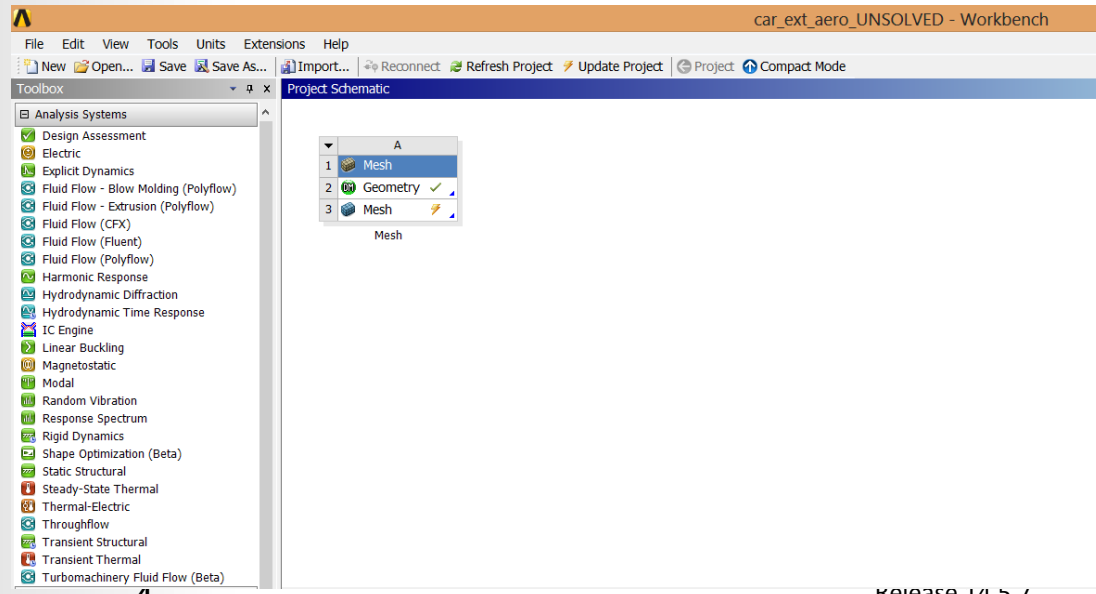 car_ext_aero_UNSOLVED - Workbench
File Edit View Tools Units Extensions Help
New Open... Save Save As... Import... Reconnect Refresh Project Update Project Project Compact Mode
Toolbox Project Schematic
Analysis Systems
Design Assessment
Electric
Explicit Dynamics
Fluid Flow - Blow Molding (Polyflow)
Fluid Flow - Extrusion (Polyflow)
Fluid Flow (CFX)
Fluid Flow (Fluent)
Fluid Flow (Polyflow)
Harmonic Response
Hydrodynamic Diffraction
Hydrodynamic Time Response
IC Engine
Linear Buckling
Magnetostatic
Modal
Random Vibration
Response Spectrum
Rigid Dynamics
Shape Optimization (Beta)
Static Structural
Steady-State Thermal
Thermal-Electric
Throughflow
Transient Structural
Transient Thermal
Turbomachinery Fluid Flow (Beta)
A
1 Mesh
2 Geometry
3 Mesh
Mesh
Release 14.5.7